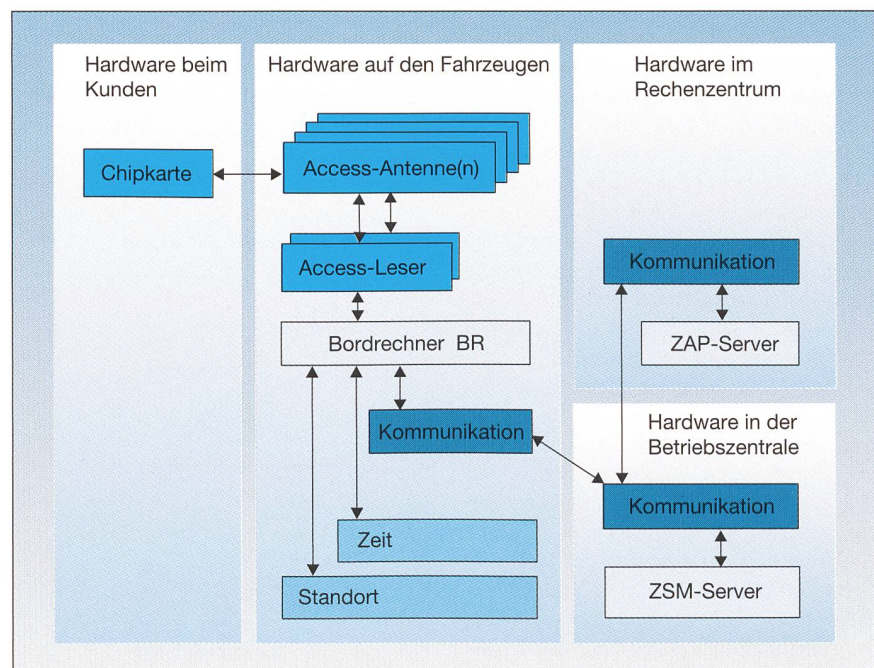 Hardware beim
Kunden
Chipkarte
Hardware auf den Fahrzeugen
Access-Antenne(n)
Access-Leser
Bordrechner BR
Kommunikation
Zeit
Standort
Hardware im
Rechenzentrum
Kommunikation
ZAP-Server
Hardware in der
Betriebszentrale
Kommunikation
ZSM-Server